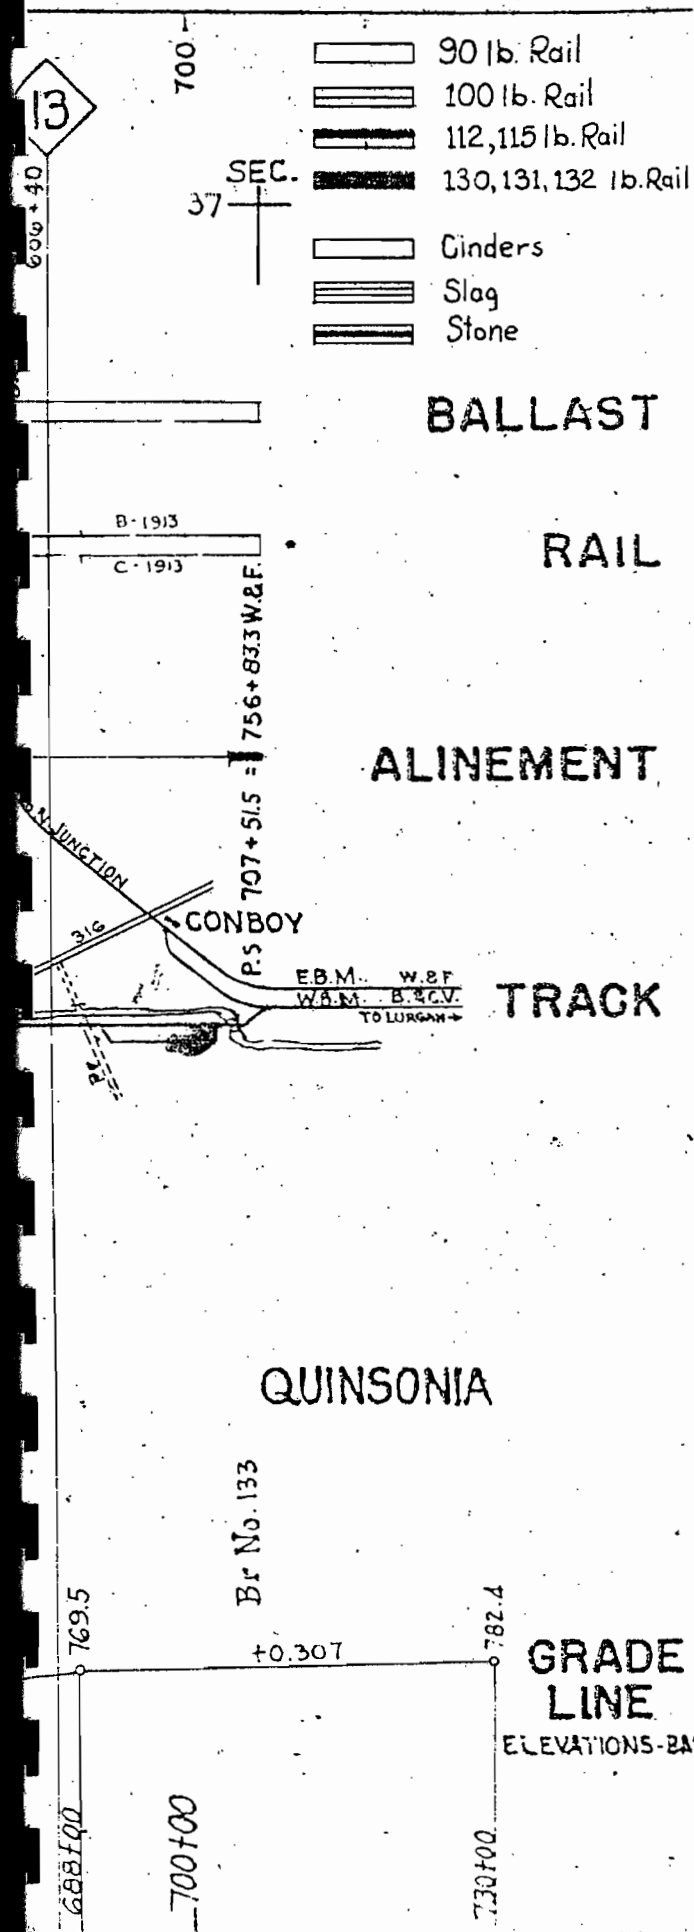 700
90 lb. Rail
100 lb. Rail
112,115 lb. Rail
130,131,132 lb. Rail
13
606+40
SEC.
37
Cinders
Slag
Stone
BALLAST
B-1913
C-1913
RAIL
P.S 707+51.5 = 756+83.3 W.&F.
ALINEMENT
N. JUNCTION
316
CONBOY
E.B.M. W.&F
W.B.M. B.&C.V.
TO LURGAN
TRACK
QUINSONIA
Br No. 133
769.5
+0.307
782.4
GRADE
LINE
ELEVATIONS-BA
688+00
700+00
730+00